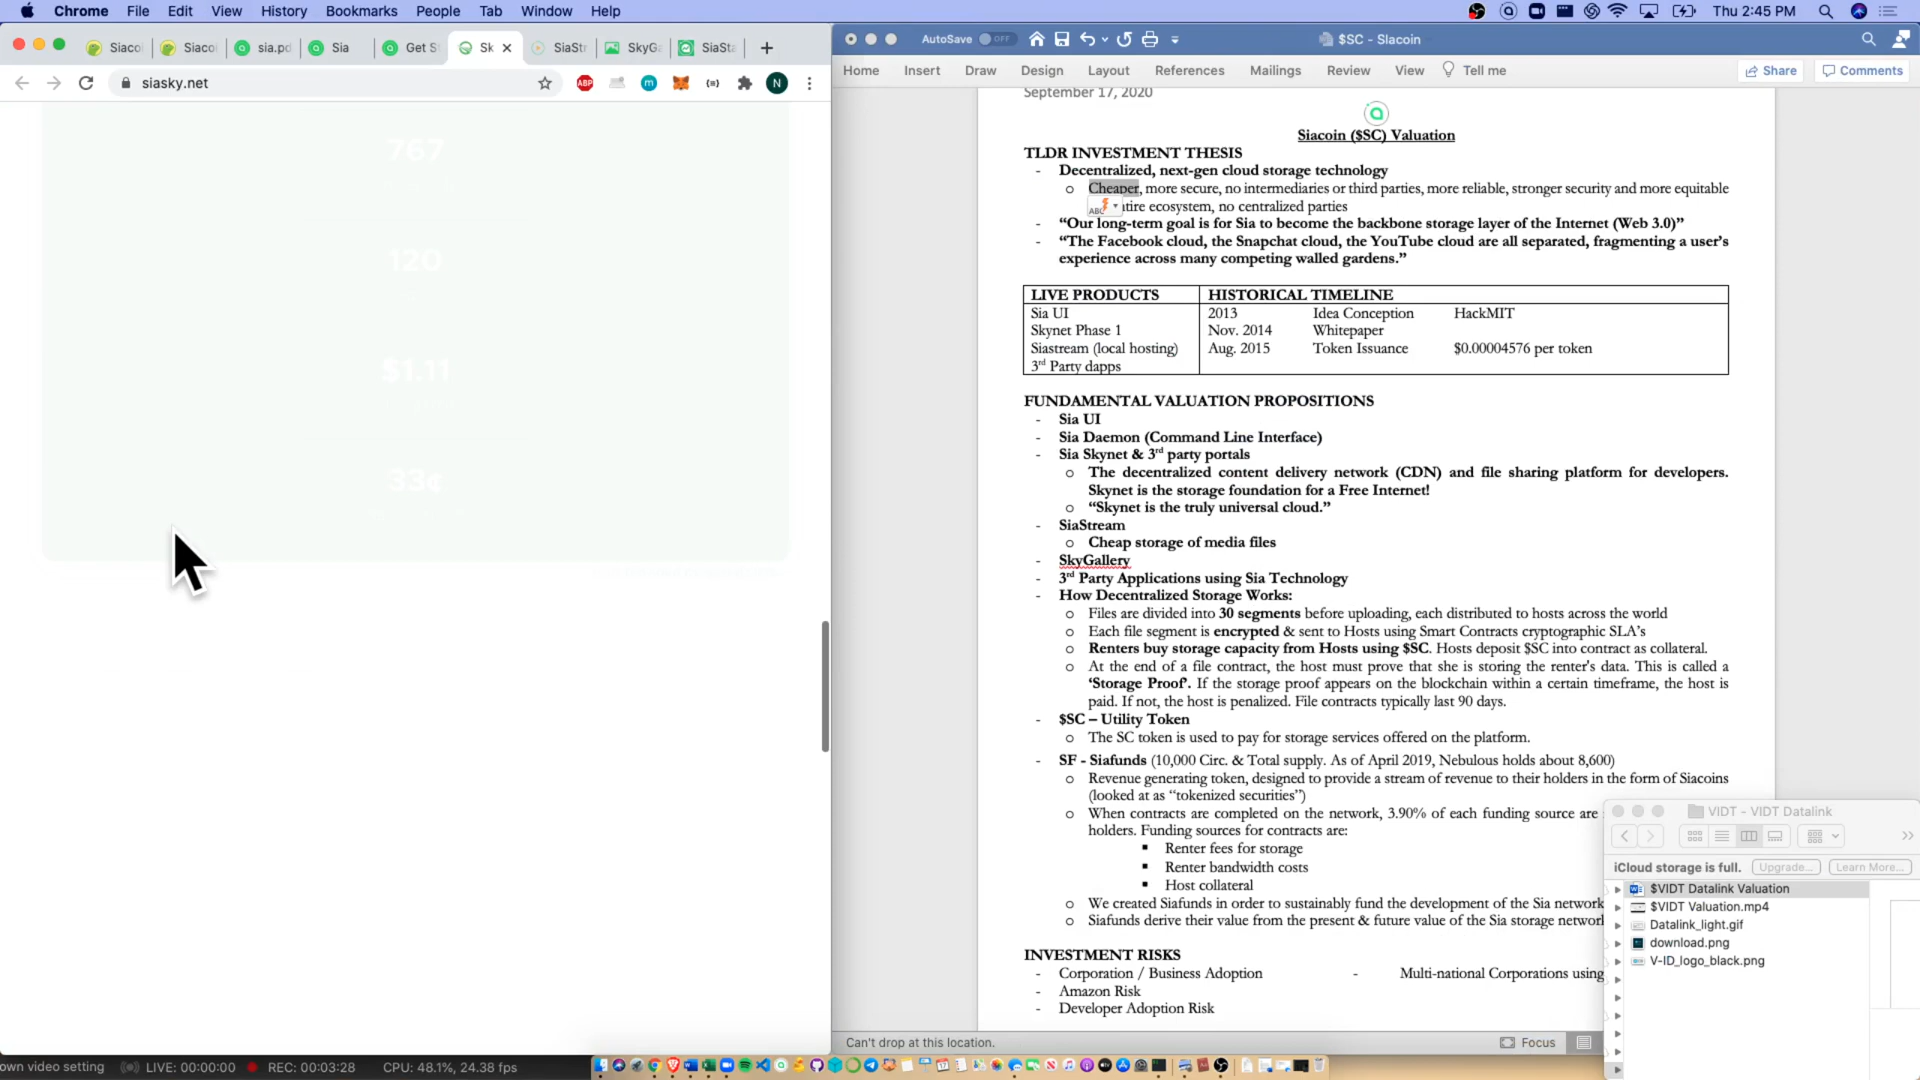 Chrome File Edit View History Bookmarks People Tab Window Help Thu 2:45 PM
Siaco Siaco sia.pd Sia Get S Sk SiaStr SkyGa SiaSta
siasky.net
767
120
$1.11
33¢
AutoSave OFF $SC - Siacoin
Home Insert Draw Design Layout References Mailings Review View Tell me Share Comments
September 17, 2020
Siacoin ($SC) Valuation
TLDR INVESTMENT THESIS
- Decentralized, next-gen cloud storage technology
o Cheaper, more secure, no intermediaries or third parties, more reliable, stronger security and more equitable
ntire ecosystem, no centralized parties
- “Our long-term goal is for Sia to become the backbone storage layer of the Internet (Web 3.0)”
- “The Facebook cloud, the Snapchat cloud, the YouTube cloud are all separated, fragmenting a user’s
experience across many competing walled gardens.”
LIVE PRODUCTS HISTORICAL TIMELINE
Sia UI 2013 Idea Conception HackMIT
Skynet Phase 1 Nov. 2014 Whitepaper
Siastream (local hosting) Aug. 2015 Token Issuance $0.00004576 per token
3rd Party dapps
FUNDAMENTAL VALUATION PROPOSITIONS
- Sia UI
- Sia Daemon (Command Line Interface)
- Sia Skynet & 3rd party portals
o The decentralized content delivery network (CDN) and file sharing platform for developers.
Skynet is the storage foundation for a Free Internet!
o “Skynet is the truly universal cloud.”
- SiaStream
o Cheap storage of media files
- SkyGallery
- 3rd Party Applications using Sia Technology
- How Decentralized Storage Works:
o Files are divided into 30 segments before uploading, each distributed to hosts across the world
o Each file segment is encrypted & sent to Hosts using Smart Contracts cryptographic SLA’s
o Renters buy storage capacity from Hosts using $SC. Hosts deposit $SC into contract as collateral.
o At the end of a file contract, the host must prove that she is storing the renter's data. This is called a
‘Storage Proof’. If the storage proof appears on the blockchain within a certain timeframe, the host is
paid. If not, the host is penalized. File contracts typically last 90 days.
- $SC – Utility Token
o The SC token is used to pay for storage services offered on the platform.
- SF - Siafunds (10,000 Circ. & Total supply. As of April 2019, Nebulous holds about 8,600)
o Revenue generating token, designed to provide a stream of revenue to their holders in the form of Siacoins
(looked at as “tokenized securities”)
o When contracts are completed on the network, 3.90% of each funding source are
holders. Funding sources for contracts are:
▪ Renter fees for storage
▪ Renter bandwidth costs
▪ Host collateral
o We created Siafunds in order to sustainably fund the development of the Sia network
o Siafunds derive their value from the present & future value of the Sia storage network
INVESTMENT RISKS
- Corporation / Business Adoption - Multi-national Corporations using
- Amazon Risk
- Developer Adoption Risk
VIDT - VIDT Datalink
iCloud storage is full. Upgrade... Learn More...
$VIDT Datalink Valuation
$VIDT Valuation.mp4
Datalink_light.gif
download.png
V-ID_logo_black.png
Can't drop at this location. Focus
own video setting LIVE: 00:00:00 REC: 00:03:28 CPU: 48.1%, 24.38 fps